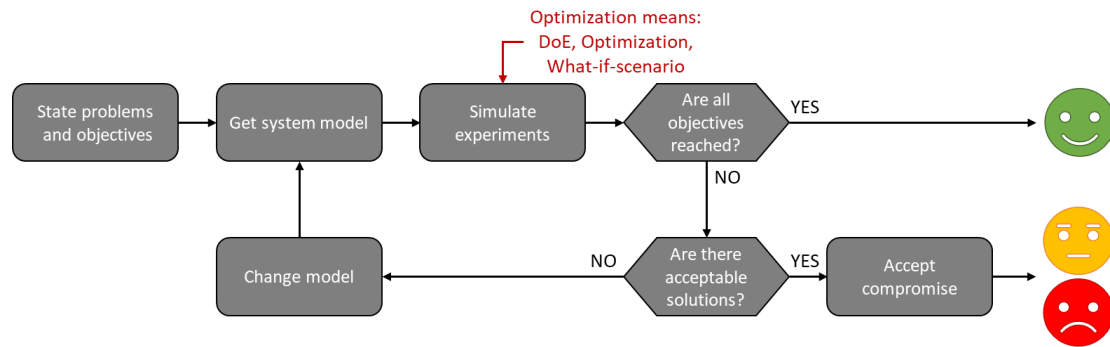 Optimization means:
DoE, Optimization,
What-if-scenario
State problems
and objectives
Get system model
Simulate
experiments
Are all
objectives
reached?
YES
NO
Change model
NO
Are there
acceptable
solutions?
YES
Accept
compromise